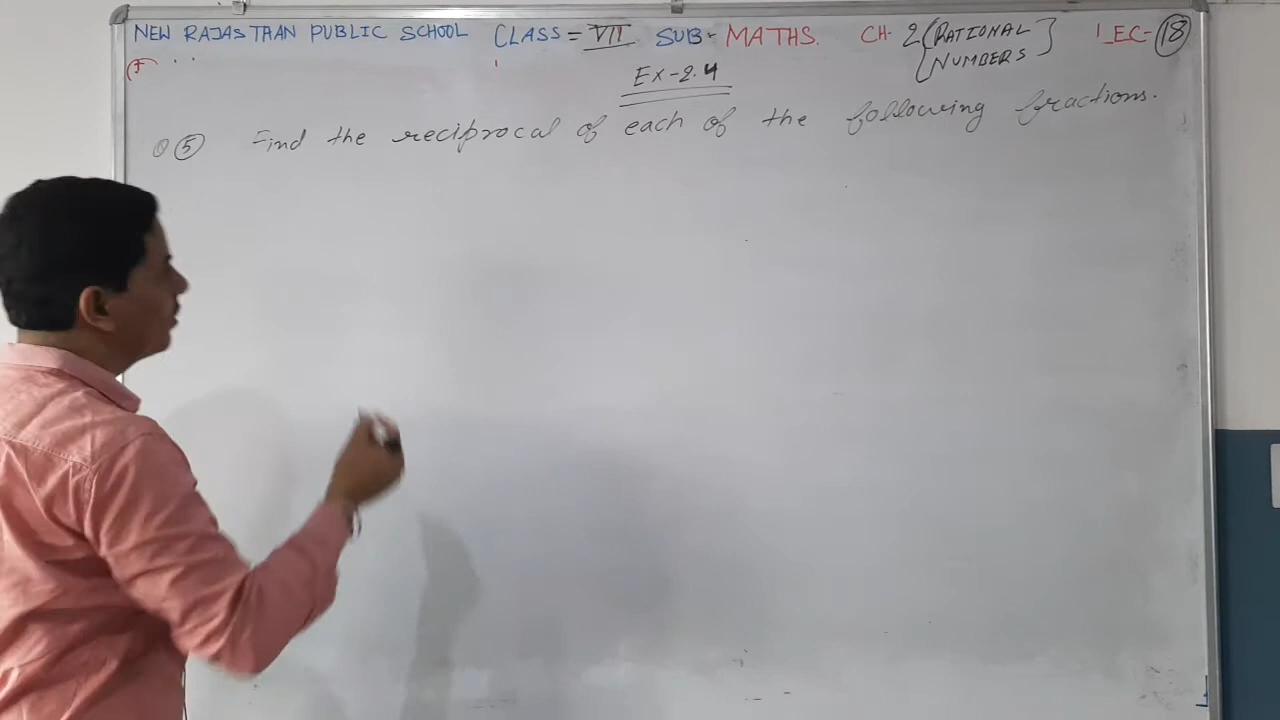 NEW RAJASTHAN PUBLIC SCHOOL CLASS = VII SUB - MATHS. CH- 2 (RATIONAL NUMBERS) LEC- 18
Ex-2.4
Q 5 Find the reciprocal of each of the following fractions.